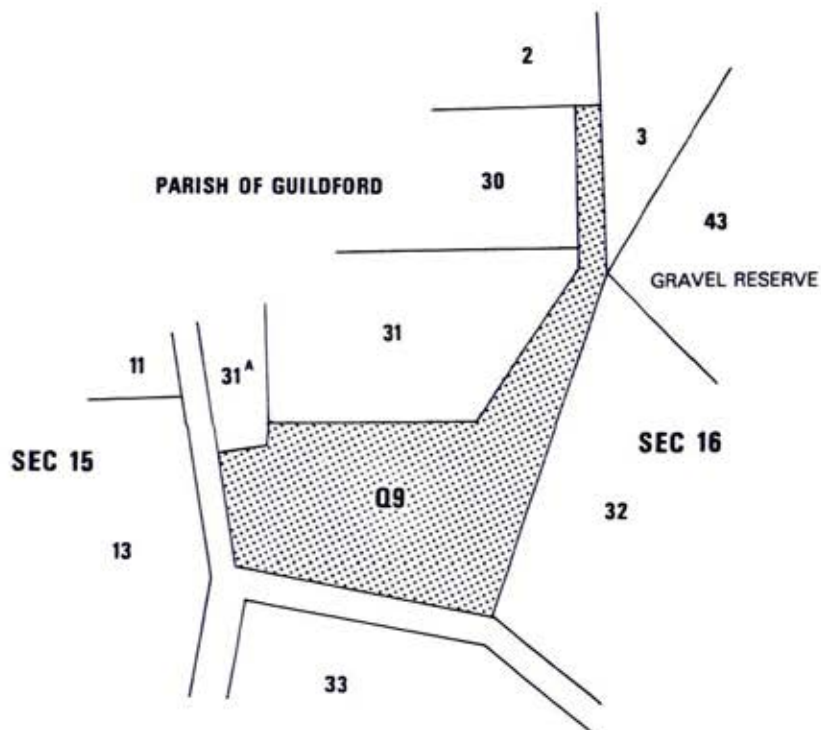 2
3
PARISH OF GUILDFORD
30
43
GRAVEL RESERVE
31
11
31ᴬ
SEC 15
SEC 16
Q9
32
13
33